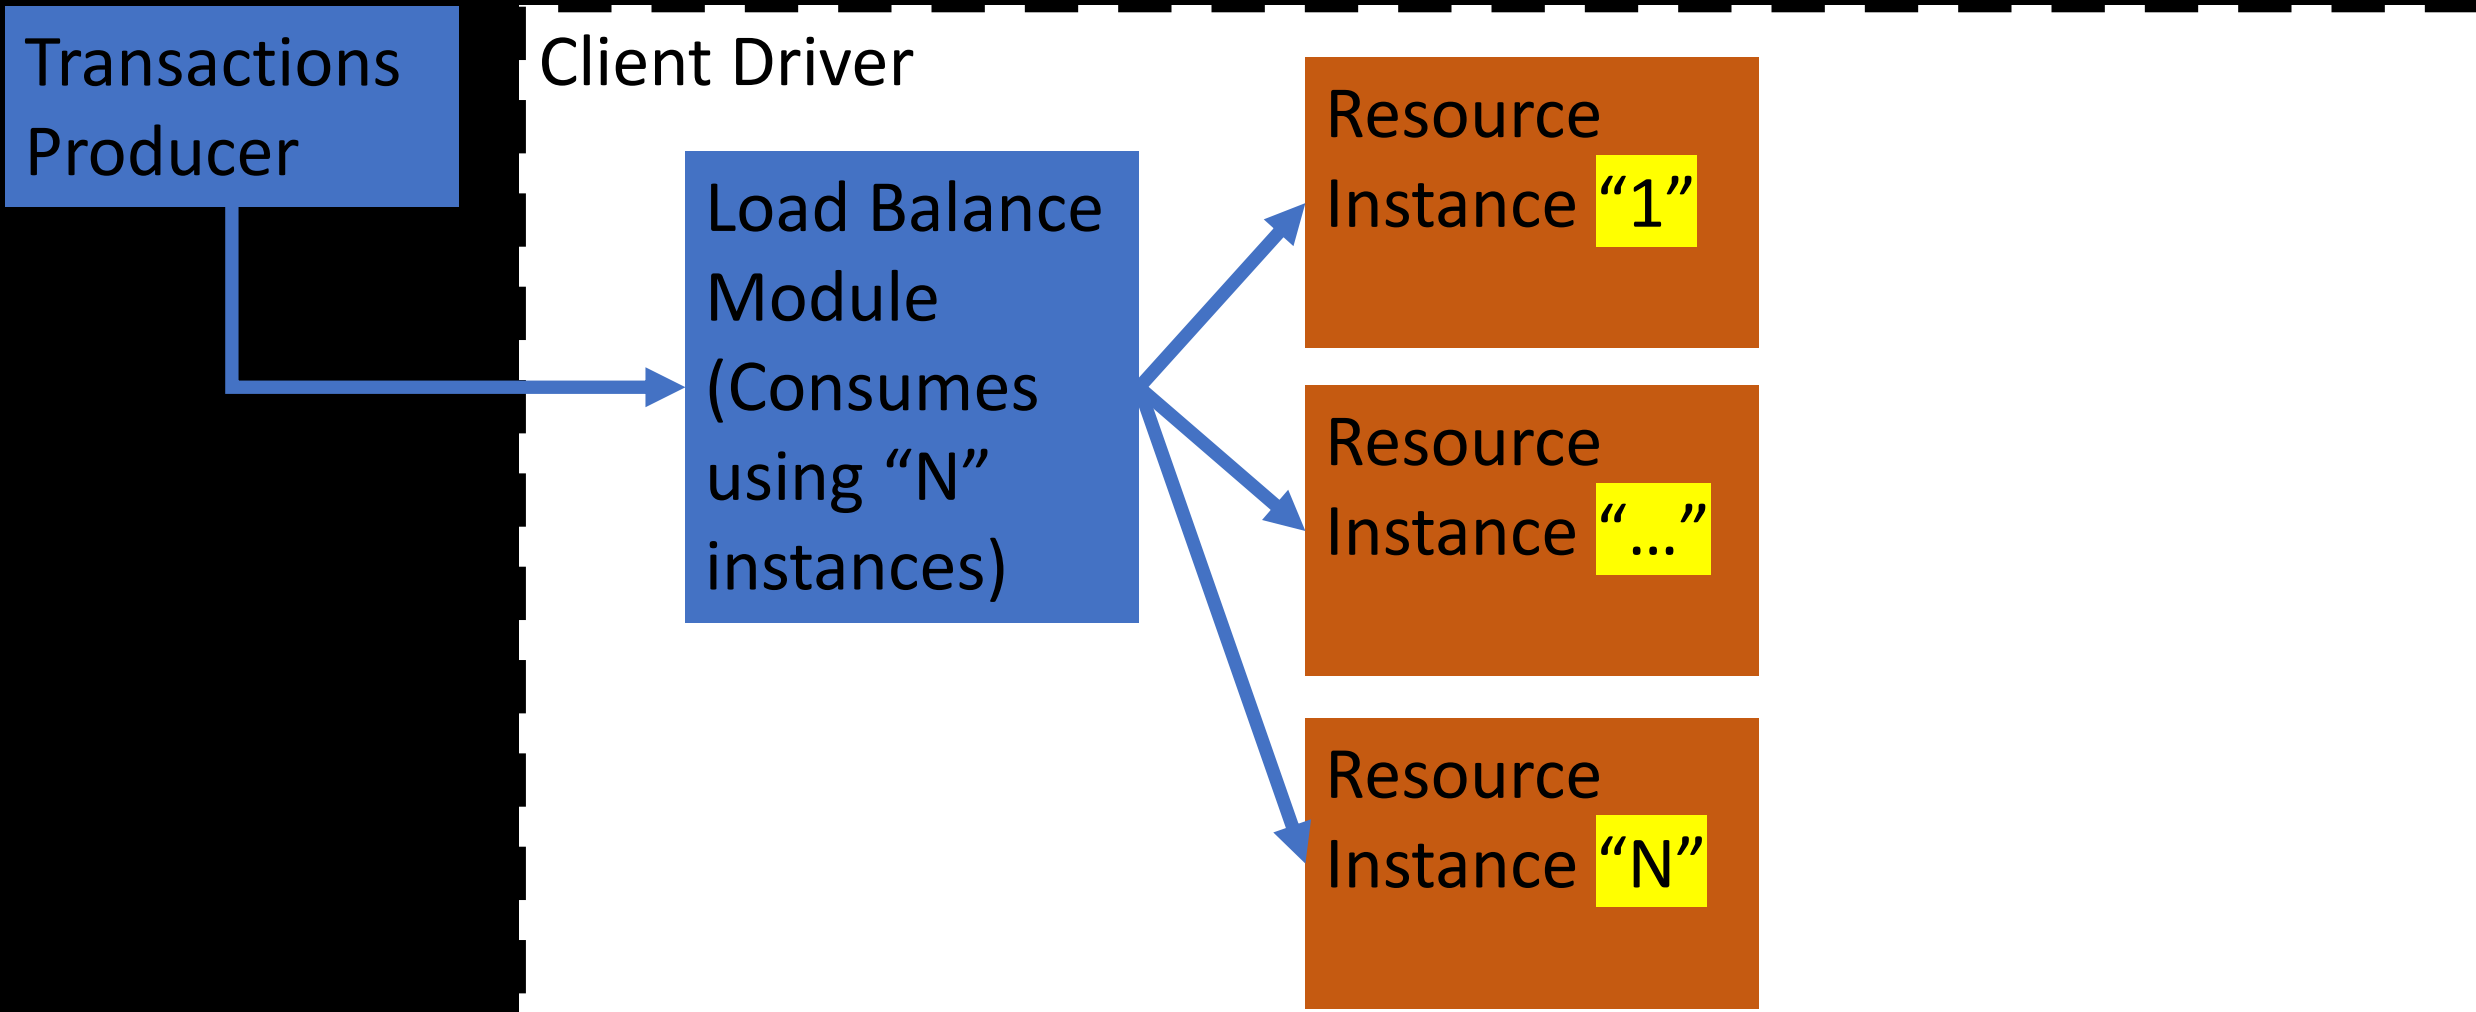 Transactions
Producer
Client Driver
Load Balance
Module
(Consumes
using “N”
instances)
Resource
Instance “1”
Resource
Instance “...”
Resource
Instance “N”